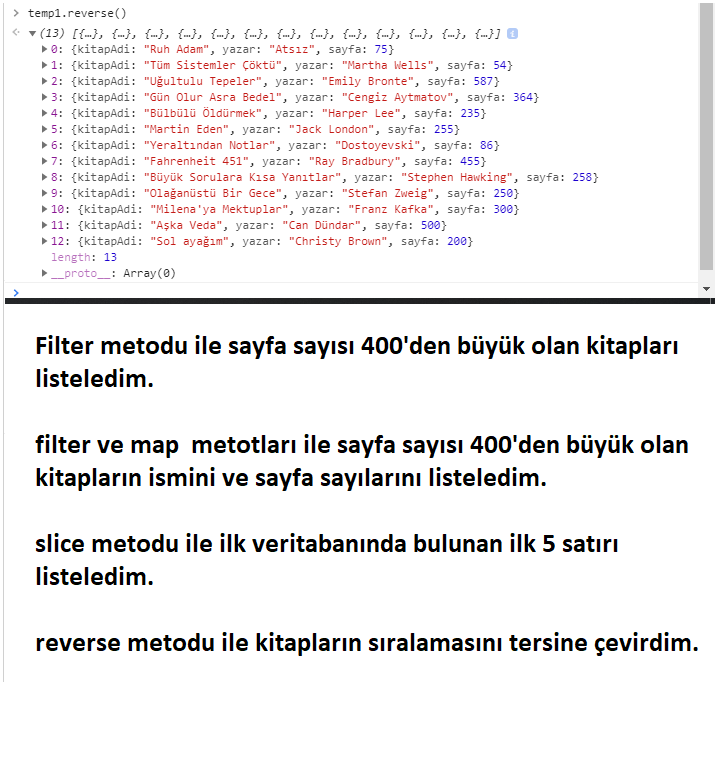 > temp1.reverse()
(13) [{…}, {…}, {…}, {…}, {…}, {…}, {…}, {…}, {…}, {…}, {…}, {…}, {…}] i
0: {kitapAdi: "Ruh Adam", yazar: "Atsız", sayfa: 75}
1: {kitapAdi: "Tüm Sistemler Çöktü", yazar: "Martha Wells", sayfa: 54}
2: {kitapAdi: "Uğultulu Tepeler", yazar: "Emily Bronte", sayfa: 587}
3: {kitapAdi: "Gün Olur Asra Bedel", yazar: "Cengiz Aytmatov", sayfa: 364}
4: {kitapAdi: "Bülbülü Öldürmek", yazar: "Harper Lee", sayfa: 235}
5: {kitapAdi: "Martin Eden", yazar: "Jack London", sayfa: 255}
6: {kitapAdi: "Yeraltından Notlar", yazar: "Dostoyevski", sayfa: 86}
7: {kitapAdi: "Fahrenheit 451", yazar: "Ray Bradbury", sayfa: 455}
8: {kitapAdi: "Büyük Sorulara Kısa Yanıtlar", yazar: "Stephen Hawking", sayfa: 258}
9: {kitapAdi: "Olağanüstü Bir Gece", yazar: "Stefan Zweig", sayfa: 250}
10: {kitapAdi: "Milena'ya Mektuplar", yazar: "Franz Kafka", sayfa: 300}
11: {kitapAdi: "Aşka Veda", yazar: "Can Dündar", sayfa: 500}
12: {kitapAdi: "Sol ayağım", yazar: "Christy Brown", sayfa: 200}
length: 13
__proto__: Array(0)
>
Filter metodu ile sayfa sayısı 400'den büyük olan kitapları
listeledim.
filter ve map metotları ile sayfa sayısı 400'den büyük olan
kitapların ismini ve sayfa sayılarını listeledim.
slice metodu ile ilk veritabanında bulunan ilk 5 satırı
listeledim.
reverse metodu ile kitapların sıralamasını tersine çevirdim.